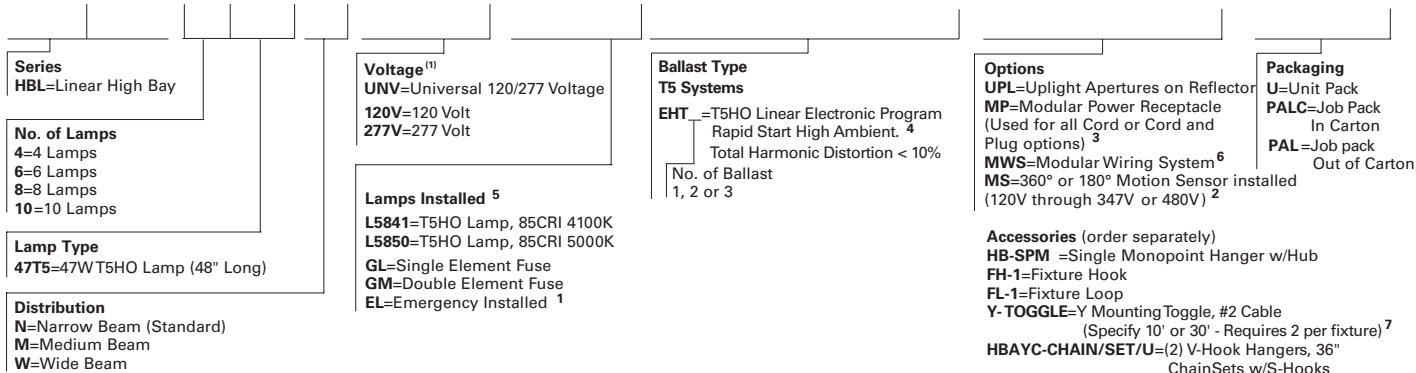 Series
HBL=Linear High Bay
No. of Lamps
4=4 Lamps
6=6 Lamps
8=8 Lamps
10=10 Lamps
Lamp Type
47T5=47W T5HO Lamp (48" Long)
Distribution
N=Narrow Beam (Standard)
M=Medium Beam
W=Wide Beam
Voltage (1)
UNV=Universal 120/277 Voltage
120V=120 Volt
277V=277 Volt
Lamps Installed 5
L5841=T5HO Lamp, 85CRI 4100K
L5850=T5HO Lamp, 85CRI 5000K
GL=Single Element Fuse
GM=Double Element Fuse
EL=Emergency Installed 1
Ballast Type
T5 Systems
EHT__=T5HO Linear Electronic Program
Rapid Start High Ambient. 4
Total Harmonic Distortion < 10%
No. of Ballast
1, 2 or 3
Options
UPL=Uplight Apertures on Reflector
MP=Modular Power Receptacle
(Used for all Cord or Cord and
Plug options) 3
MWS=Modular Wiring System 6
MS=360° or 180° Motion Sensor installed
(120V through 347V or 480V) 2
Accessories (order separately)
HB-SPM =Single Monopoint Hanger w/Hub
FH-1=Fixture Hook
FL-1=Fixture Loop
Y-TOGGLE=Y Mounting Toggle, #2 Cable
(Specify 10' or 30' - Requires 2 per fixture) 7
HBAYC-CHAIN/SET/U=(2) V-Hook Hangers, 36"
ChainSets w/S-Hooks
Packaging
U=Unit Pack
PALC=Job Pack
In Carton
PAL=Job pack
Out of Carton